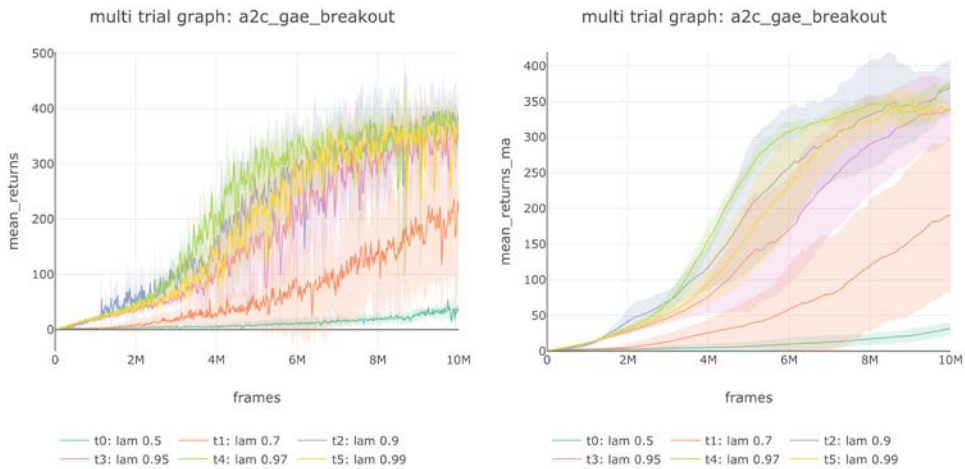 multi trial graph: a2c_gae_breakout
500
400
300
200
100
0
mean_returns
0
2M
4M
6M
8M
10M
frames
t0: lam 0.5
t1: lam 0.7
t2: lam 0.9
t3: lam 0.95
t4: lam 0.97
t5: lam 0.99
multi trial graph: a2c_gae_breakout
400
350
300
250
200
150
100
50
0
mean_returns_ma
0
2M
4M
6M
8M
10M
frames
t0: lam 0.5
t1: lam 0.7
t2: lam 0.9
t3: lam 0.95
t4: lam 0.97
t5: lam 0.99